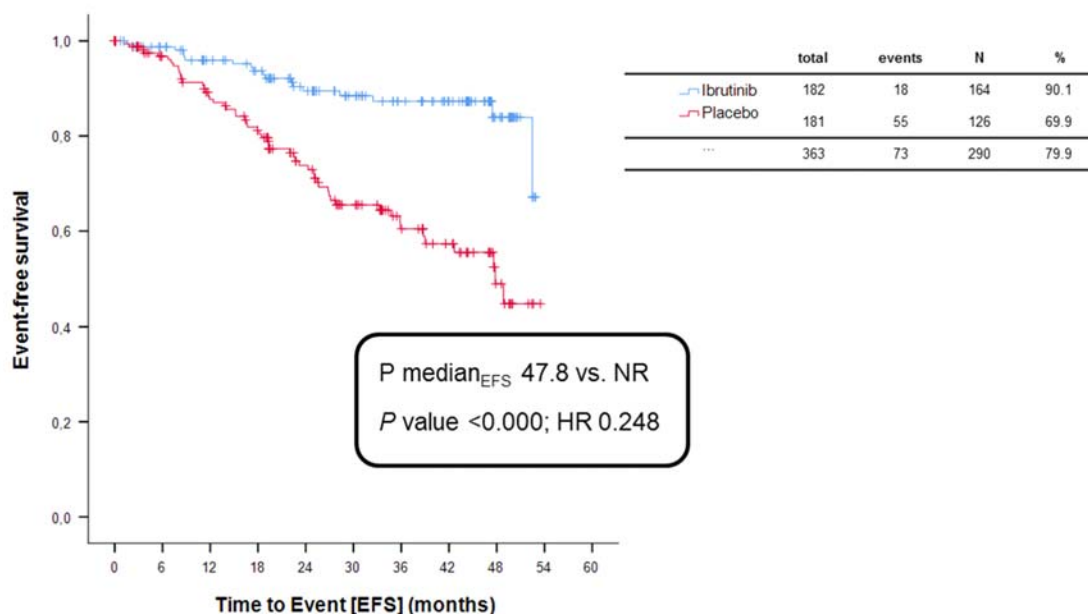 total events N %
Ibrutinib 182 18 164 90.1
Placebo 181 55 126 69.9
... 363 73 290 79.9
Event-free survival
1,0
0,8
0,6
0,4
0,2
0,0
P median EFS 47.8 vs. NR
P value <0.000; HR 0.248
0 6 12 18 24 30 36 42 48 54 60
Time to Event [EFS] (months)